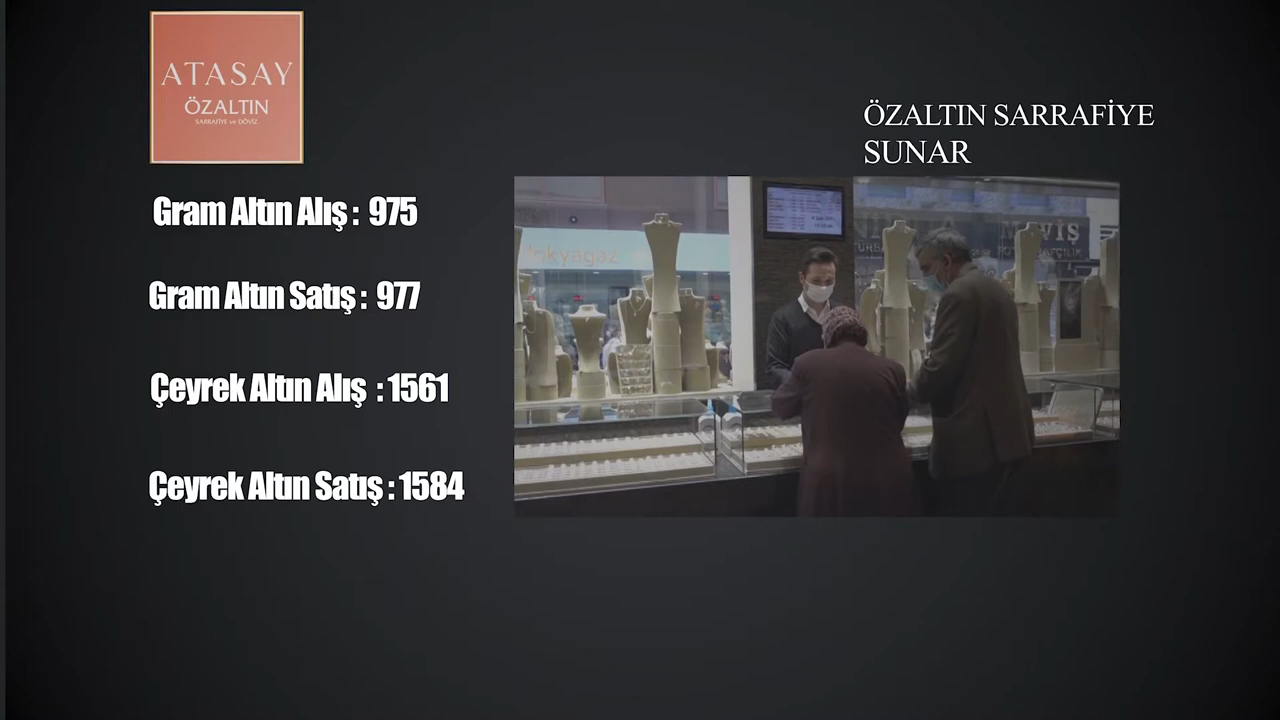 ATASAY
ÖZALTIN
SARRAFİYE ve DÖVİZ
ÖZALTIN SARRAFİYE
SUNAR
Gram Altın Alış : 975
Gram Altın Satış : 977
Çeyrek Altın Alış : 1561
Çeyrek Altın Satış : 1584